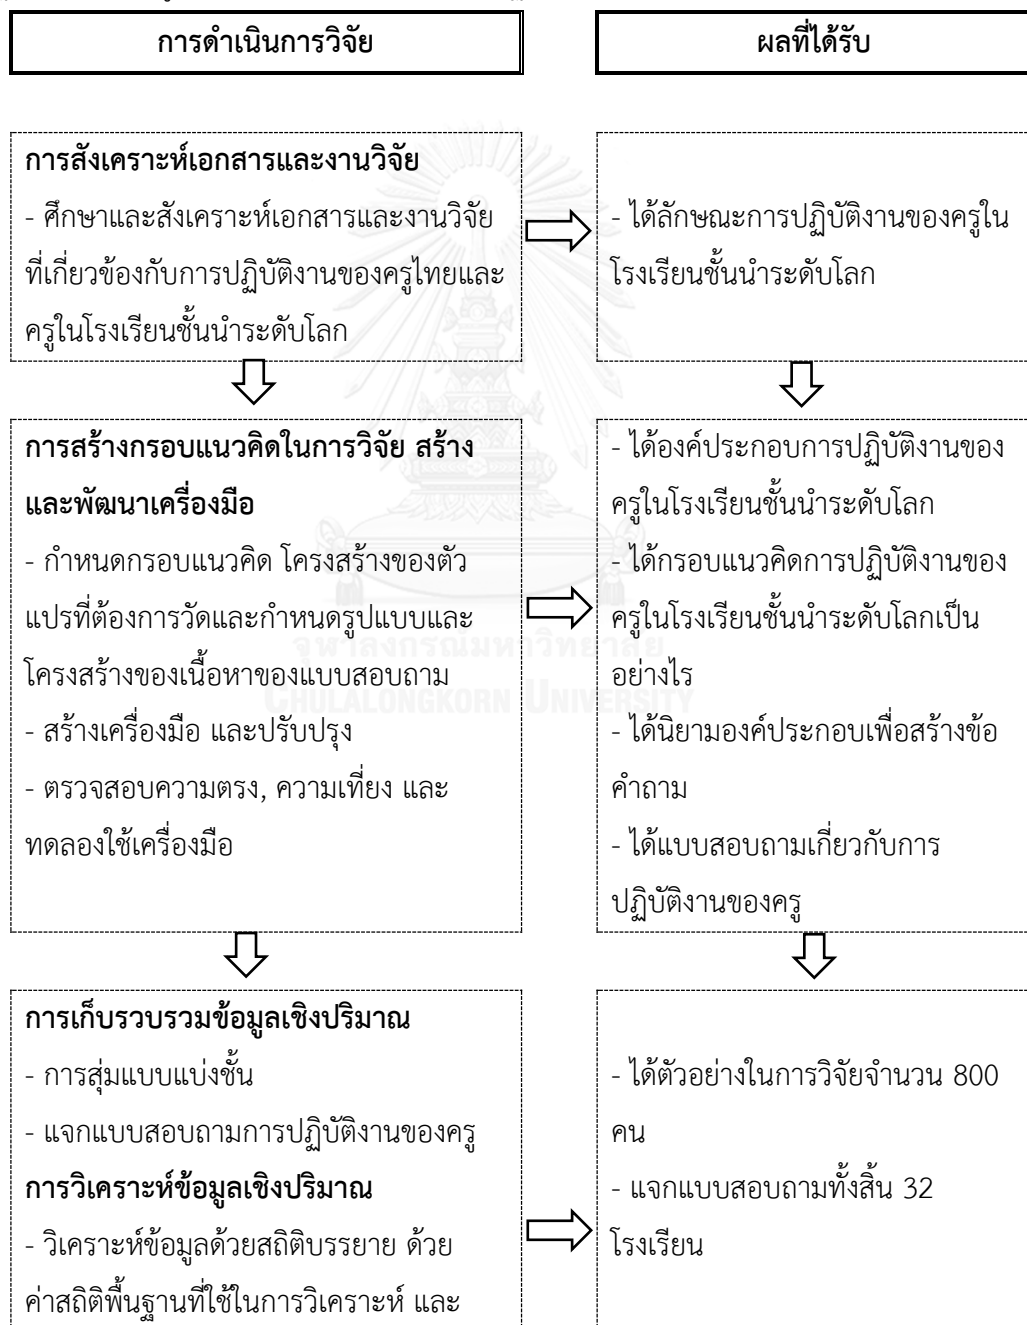 การดำเนินการวิจัย
ผลที่ได้รับ
การสังเคราะห์เอกสารและงานวิจัย
- ศึกษาและสังเคราะห์เอกสารและงานวิจัย
ที่เกี่ยวข้องกับการปฏิบัติงานของครูไทยและ
ครูในโรงเรียนชั้นนำระดับโลก
- ได้ลักษณะการปฏิบัติงานของครูใน
โรงเรียนชั้นนำระดับโลก
การสร้างกรอบแนวคิดในการวิจัย สร้าง
และพัฒนาเครื่องมือ
- กำหนดกรอบแนวคิด โครงสร้างของตัว
แปรที่ต้องการวัดและกำหนดรูปแบบและ
โครงสร้างของเนื้อหาของแบบสอบถาม
- สร้างเครื่องมือ และปรับปรุง
- ตรวจสอบความตรง, ความเที่ยง และ
ทดลองใช้เครื่องมือ
- ได้องค์ประกอบการปฏิบัติงานของ
ครูในโรงเรียนชั้นนำระดับโลก
- ได้กรอบแนวคิดการปฏิบัติงานของ
ครูในโรงเรียนชั้นนำระดับโลกเป็น
อย่างไร
- ได้นิยามองค์ประกอบเพื่อสร้างข้อ
คำถาม
- ได้แบบสอบถามเกี่ยวกับการ
ปฏิบัติงานของครู
จุฬาลงกรณ์มหาวิทยาลัย
CHULALONGKORN UNIVERSITY
การเก็บรวบรวมข้อมูลเชิงปริมาณ
- การสุ่มแบบแบ่งชั้น
- แจกแบบสอบถามการปฏิบัติงานของครู
การวิเคราะห์ข้อมูลเชิงปริมาณ
- วิเคราะห์ข้อมูลด้วยสถิติบรรยาย ด้วย
ค่าสถิติพื้นฐานที่ใช้ในการวิเคราะห์ และ
- ได้ตัวอย่างในการวิจัยจำนวน 800
คน
- แจกแบบสอบถามทั้งสิ้น 32
โรงเรียน